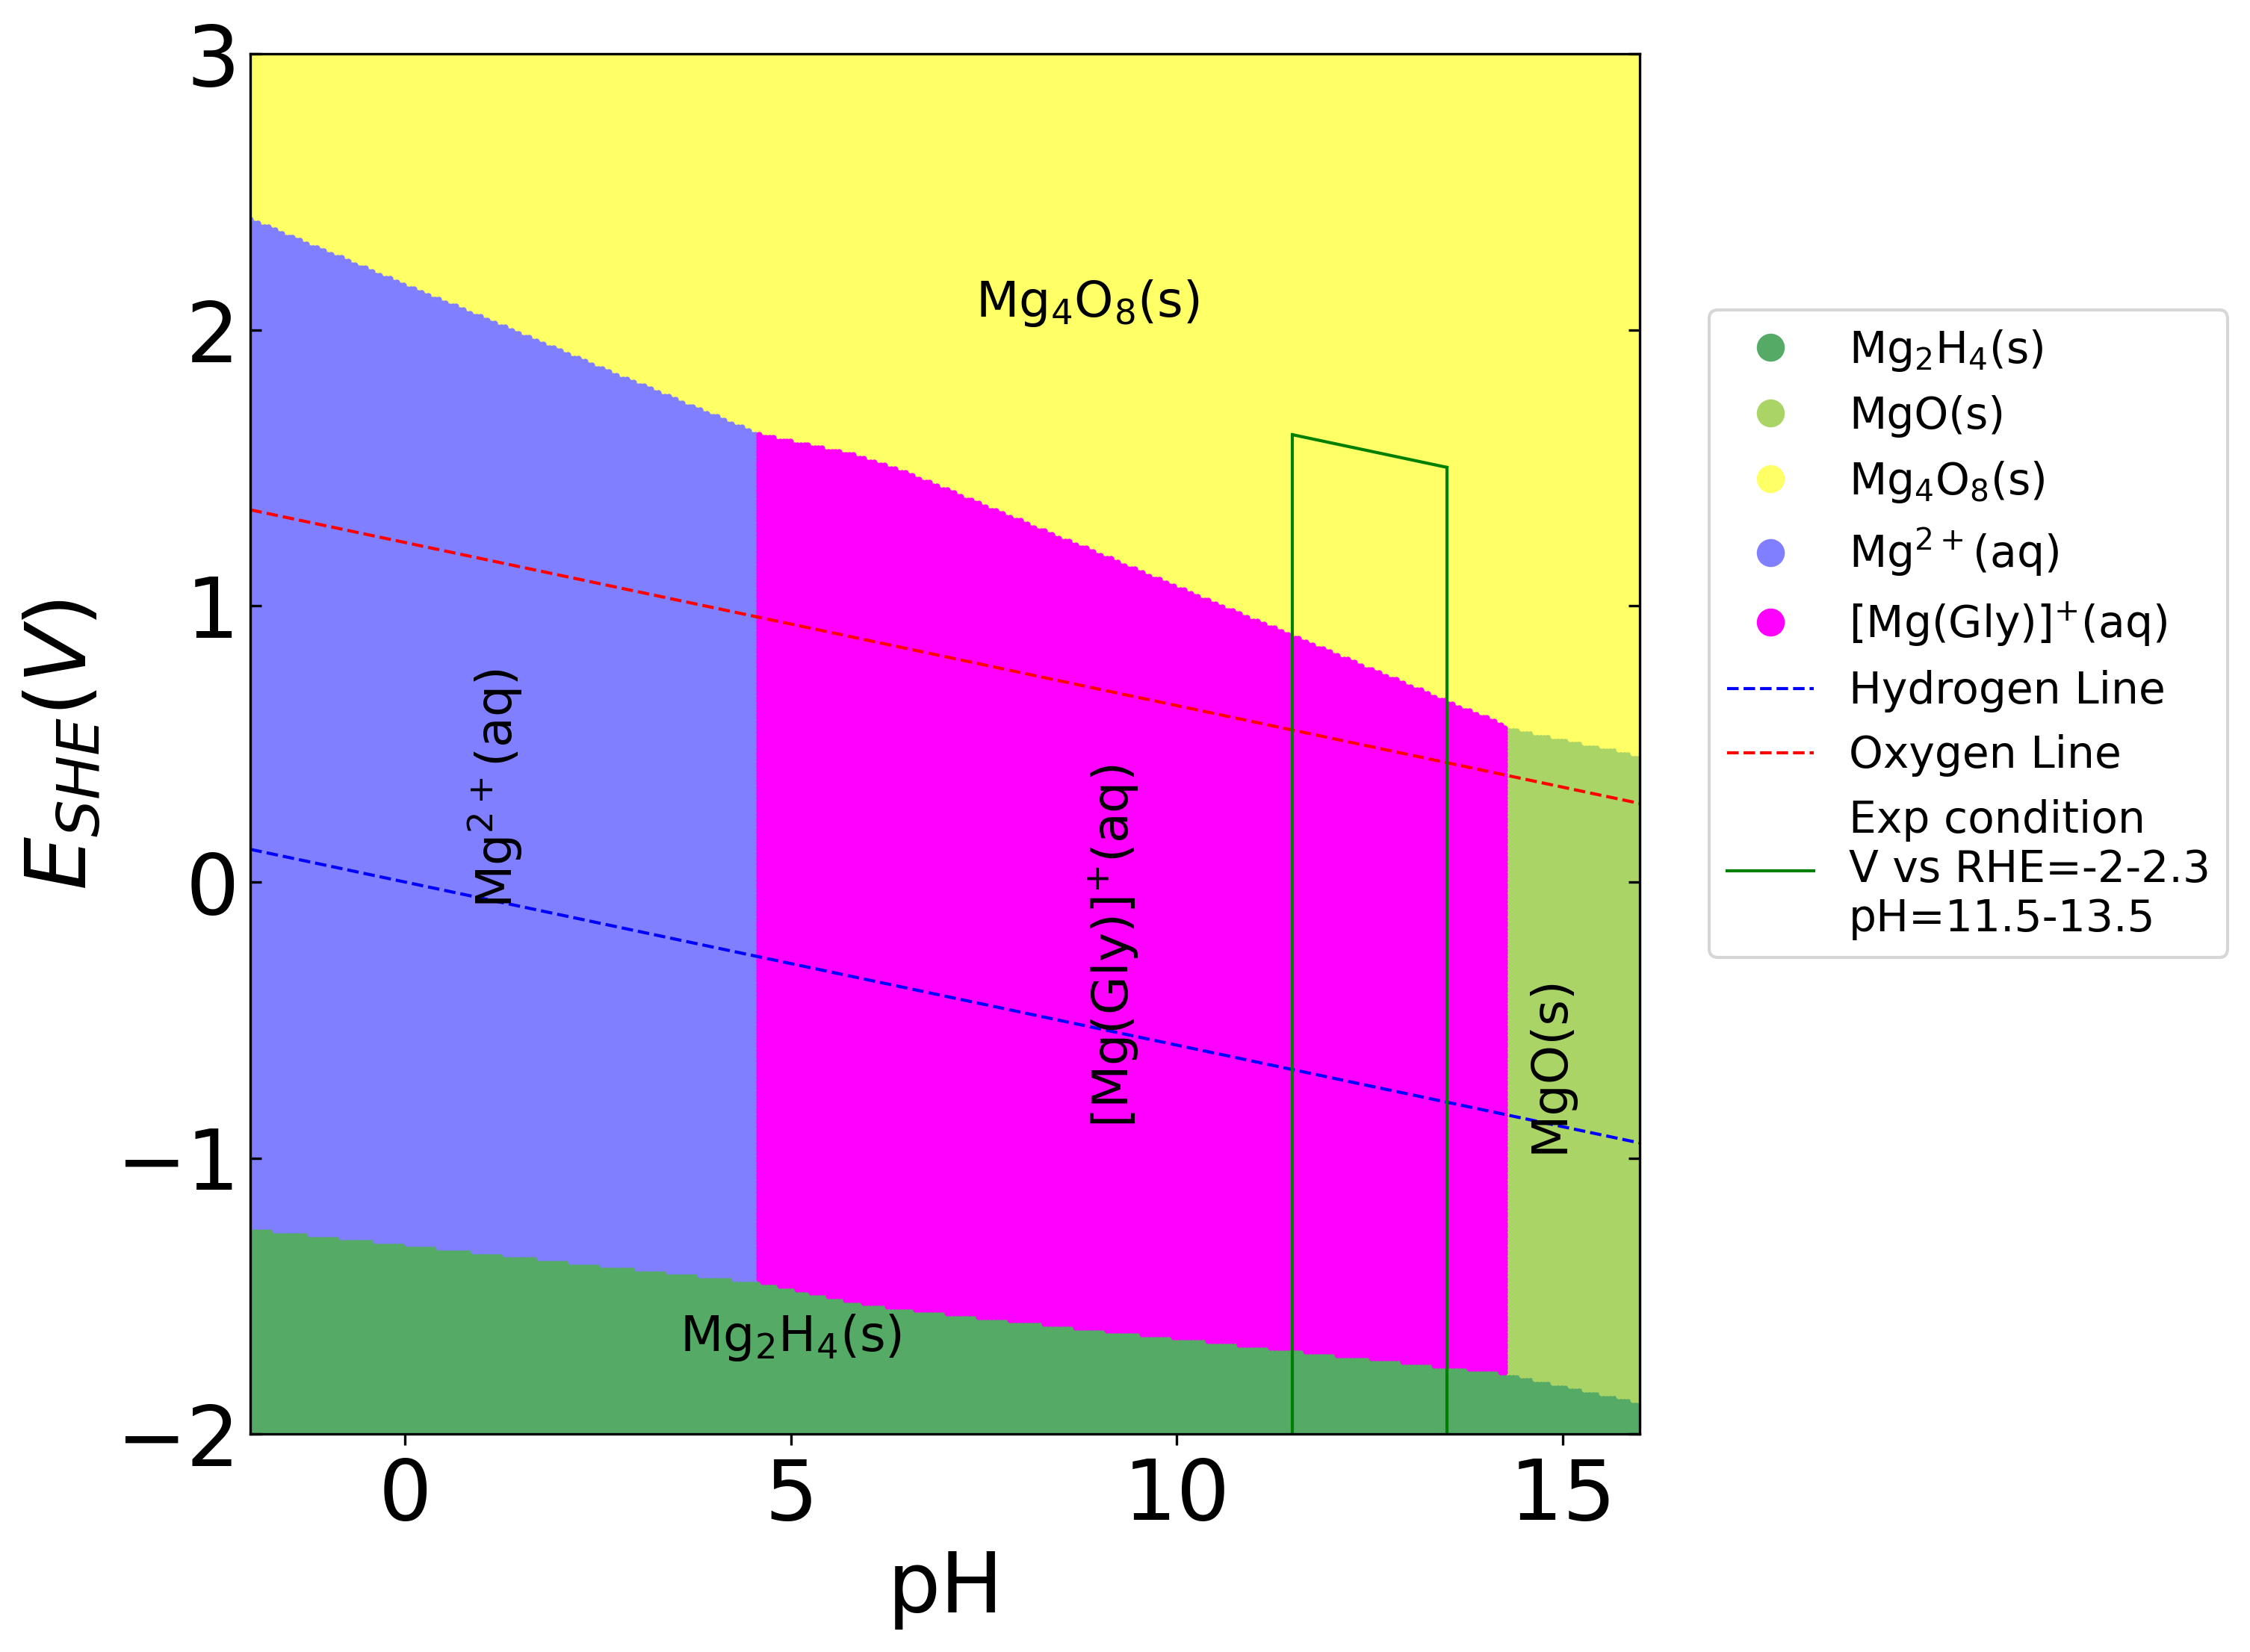 3
2
1
0
−1
−2
E_SHE(V)
0 5 10 15
pH
Mg₄O₈(s)
Mg²⁺(aq)
[Mg(Gly)]⁺(aq)
MgO(s)
Mg₂H₄(s)
Mg₂H₄(s)
MgO(s)
Mg₄O₈(s)
Mg²⁺(aq)
[Mg(Gly)]⁺(aq)
Hydrogen Line
Oxygen Line
Exp condition
V vs RHE=-2-2.3
pH=11.5-13.5